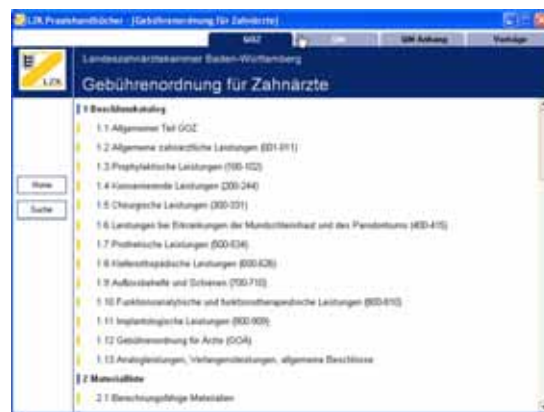 LZK Praxishandbücher - [Gebührenordnung für Zahnärzte]
GOZ
QM
QM Anhang
Verträge
LZK
Landeszahnärztekammer Baden-Württemberg
Gebührenordnung für Zahnärzte
1 Beschlusskatalog
1.1 Allgemeiner Teil GOZ
1.2 Allgemeine zahnärztliche Leistungen (001-011)
1.3 Prophylaktische Leistungen (100-102)
1.4 Konservierende Leistungen (200-244)
1.5 Chirurgische Leistungen (300-331)
1.6 Leistungen bei Erkrankungen der Mundschleimhaut und des Parodontiums (400-415)
1.7 Prothetische Leistungen (500-534)
1.8 Kieferorthopädische Leistungen (600-626)
1.9 Aufbissbehelfe und Schienen (700-710)
1.10 Funktionsanalytische und funktionstherapeutische Leistungen (800-810)
1.11 Implantologische Leistungen (900-909)
1.12 Gebührenordnung für Ärzte (GOÄ)
1.13 Analogleistungen, Verlangensleistungen, allgemeine Beschlüsse
2 Materialliste
2.1 Berechnungsfähige Materialien
Home
Suche